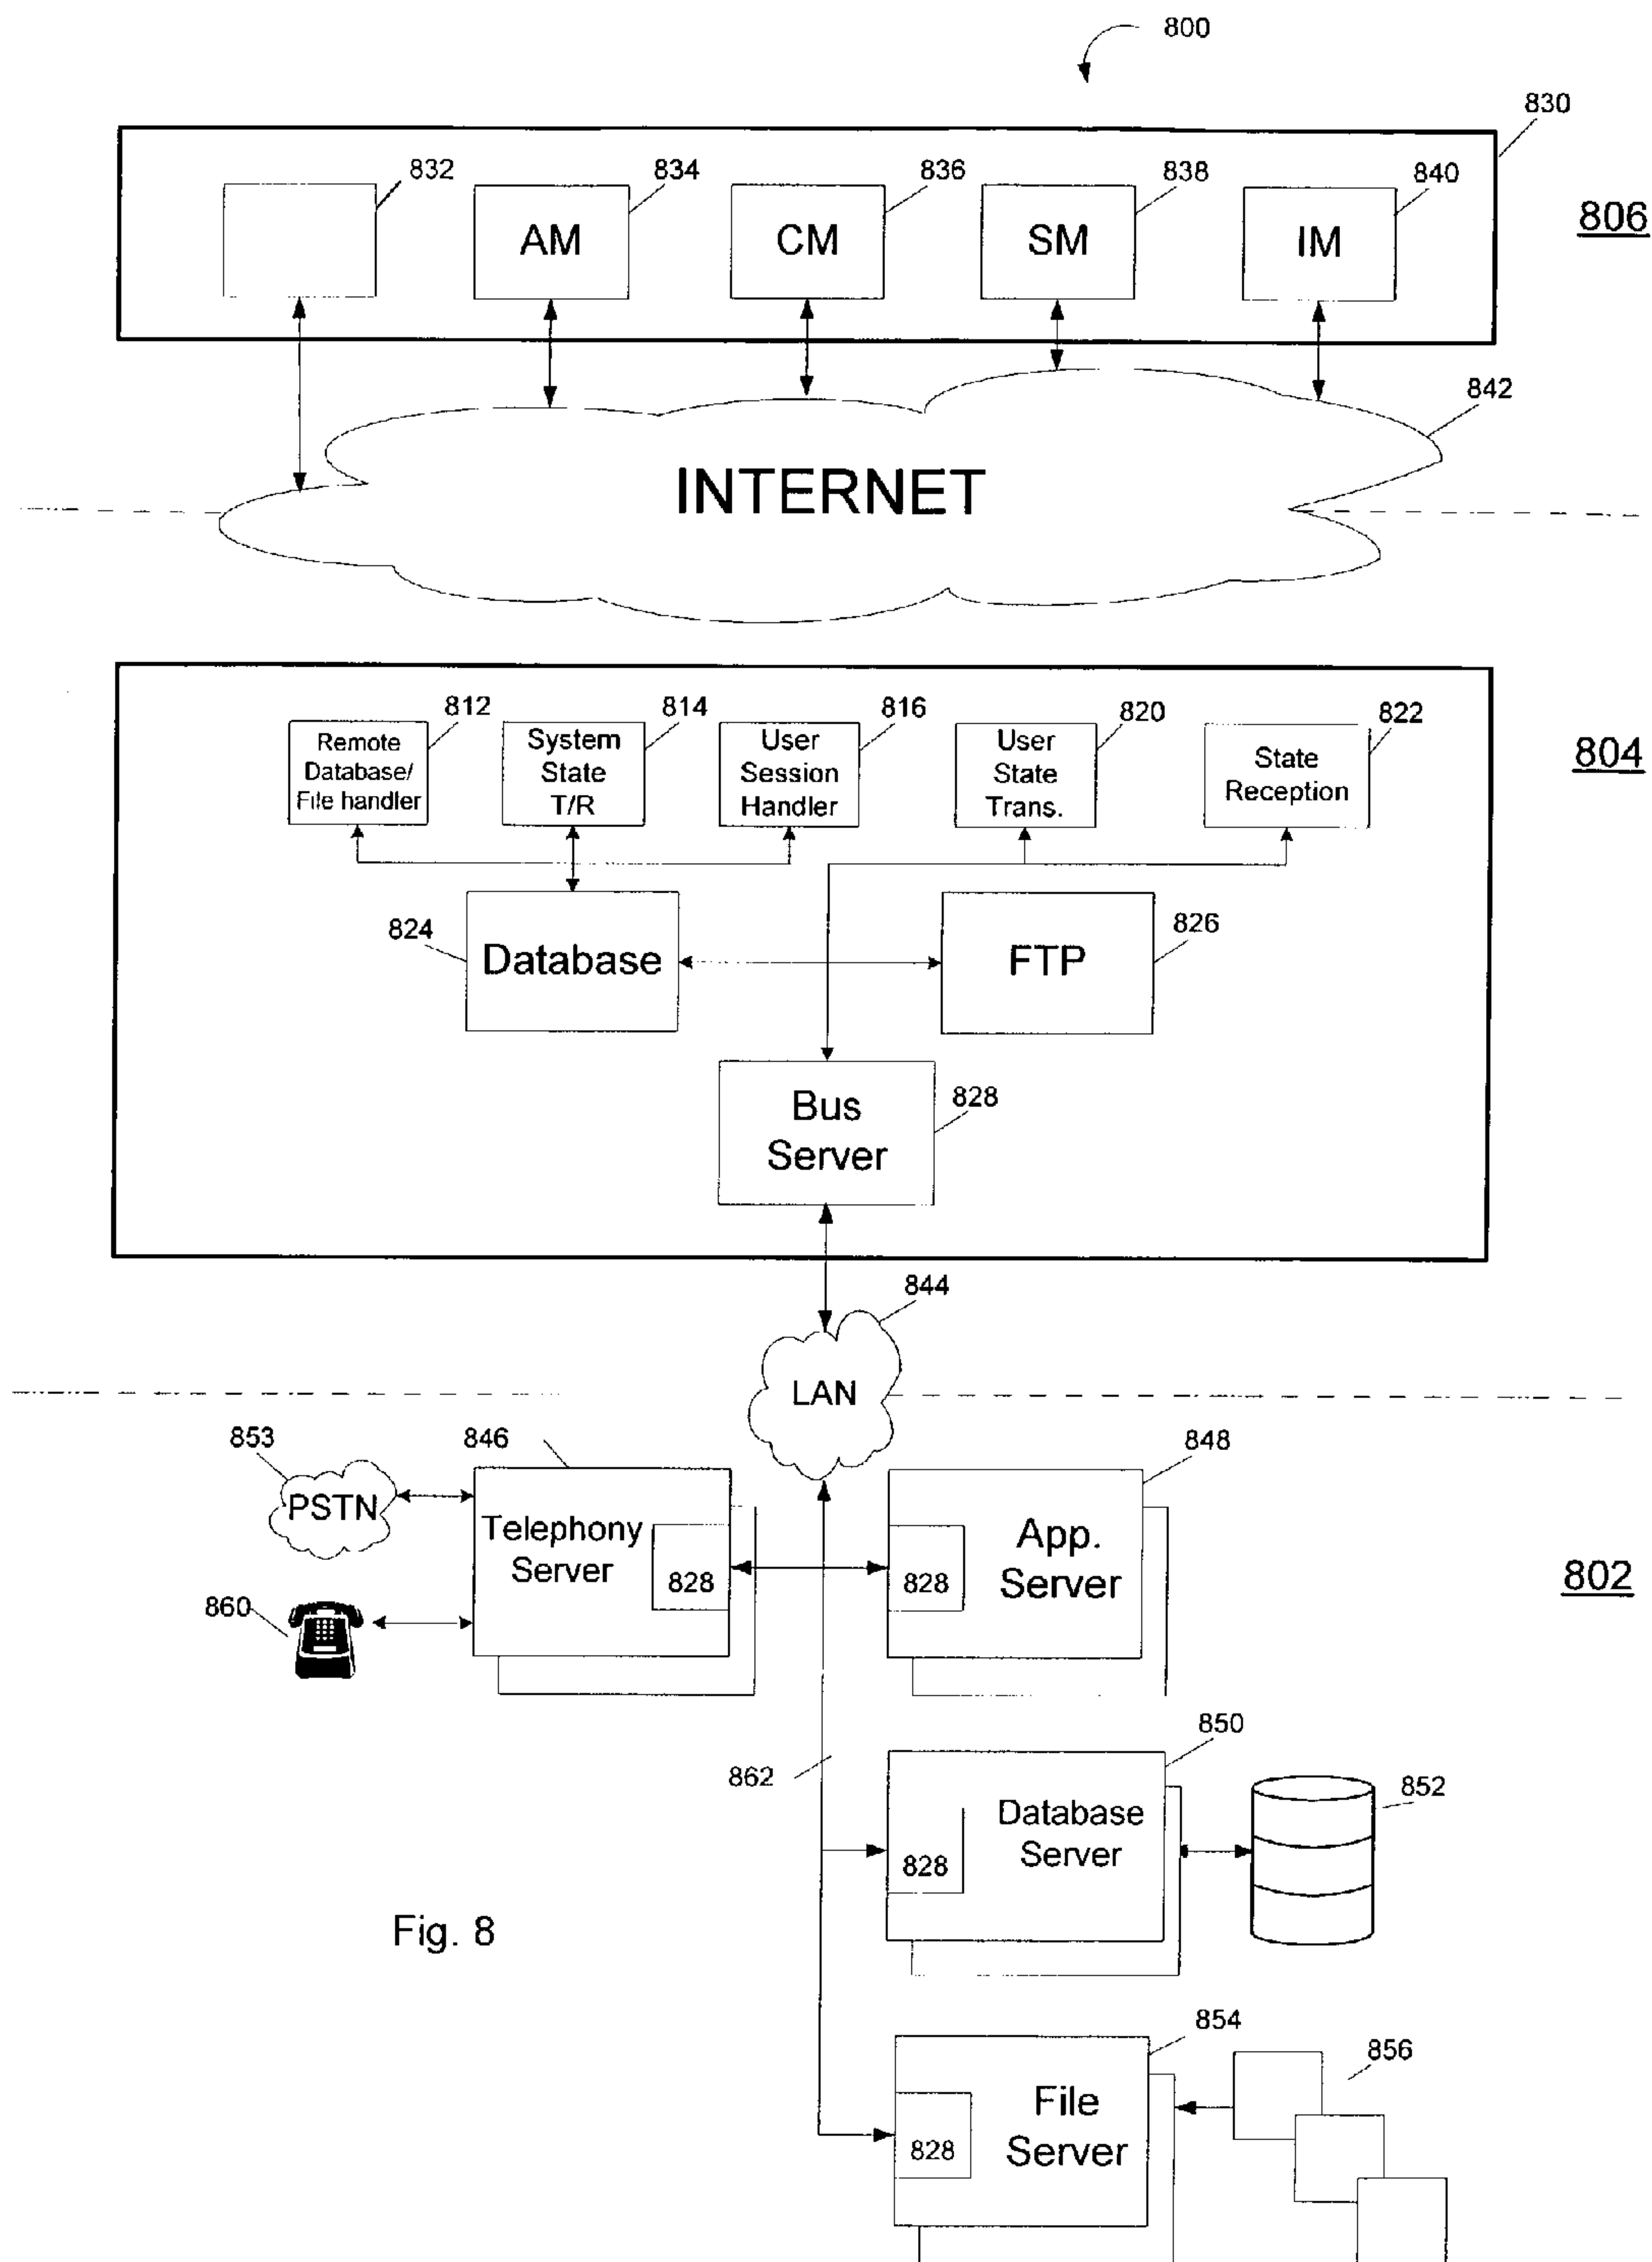 800
830
832
834
836
838
840
806
AM
CM
SM
IM
842
INTERNET
812
814
816
820
822
804
Remote
Database/
File handler
System
State
T/R
User
Session
Handler
User
State
Trans.
State
Reception
824
Database
FTP
826
Bus
Server
828
844
LAN
853
846
848
PSTN
Telephony
Server
828
828
App.
Server
802
860
850
862
Database
Server
828
852
Fig. 8
854
856
File
Server
828